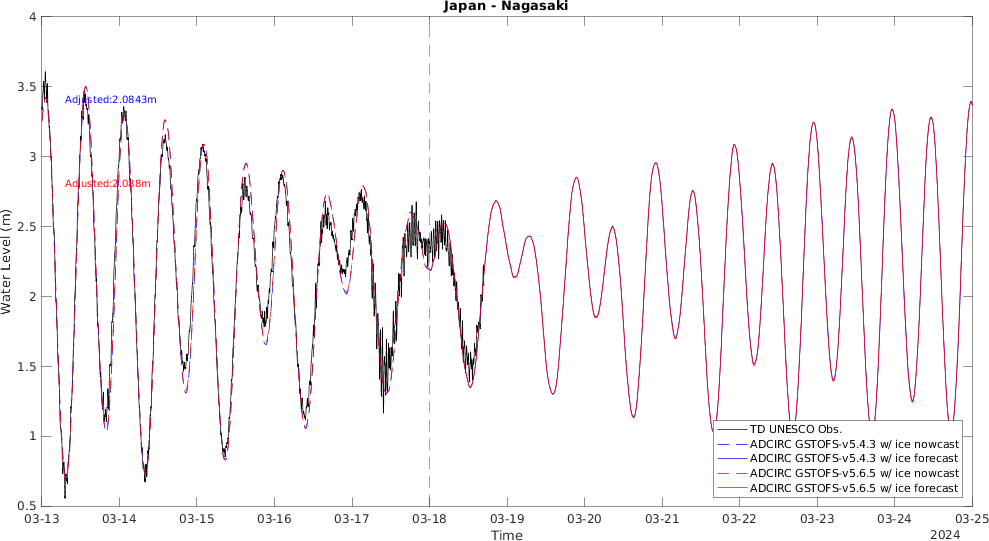 Japan - Nagasaki
Water Level (m)
4
3.5
3
2.5
2
1.5
1
0.5
Adjusted:2.0843m
Adjusted:2.088m
TD UNESCO Obs.
ADCIRC GSTOFS-v5.4.3 w/ ice nowcast
ADCIRC GSTOFS-v5.4.3 w/ ice forecast
ADCIRC GSTOFS-v5.6.5 w/ ice nowcast
ADCIRC GSTOFS-v5.6.5 w/ ice forecast
03-13 03-14 03-15 03-16 03-17 03-18 03-19 03-20 03-21 03-22 03-23 03-24 03-25
Time
2024